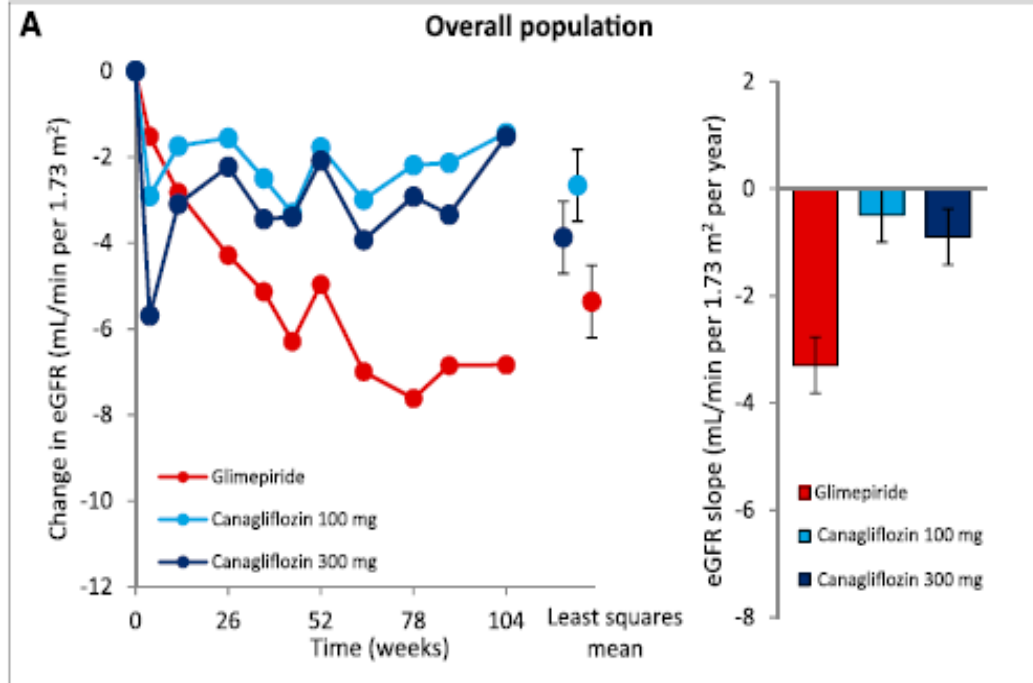 A
Overall population
Change in eGFR (mL/min per 1.73 m²)
0
-2
-4
-6
-8
-10
-12
Glimepiride
Canagliflozin 100 mg
Canagliflozin 300 mg
0 26 52 78 104
Time (weeks)
Least squares
mean
eGFR slope (mL/min per 1.73 m² per year)
2
0
-2
-4
-6
-8
Glimepiride
Canagliflozin 100 mg
Canagliflozin 300 mg